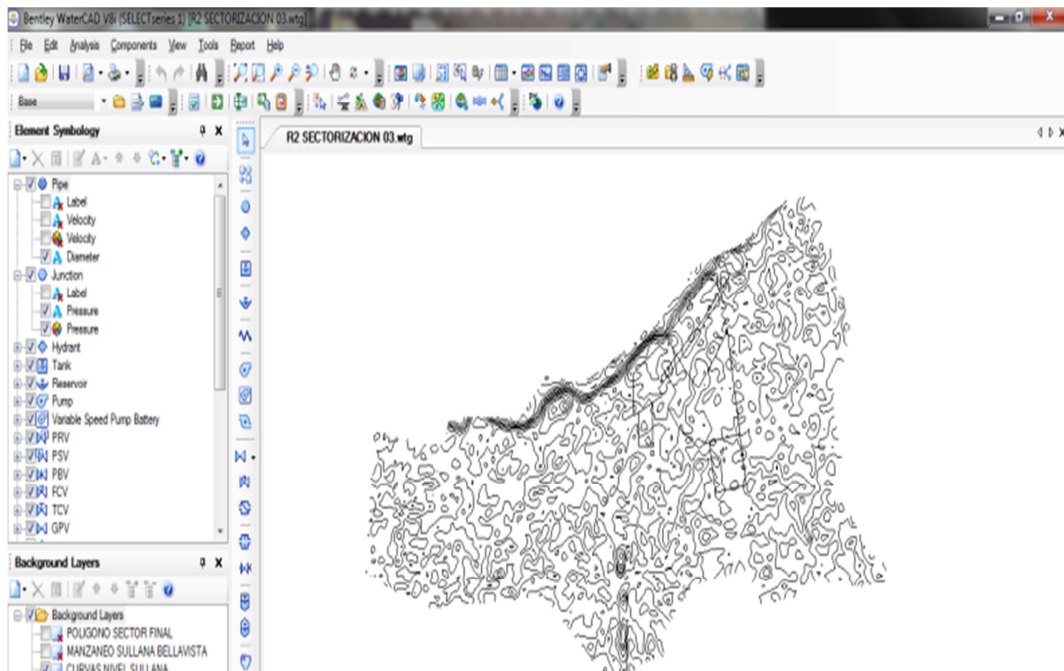 Bentley WaterCAD V8i (SELECTseries 1) [R2 SECTORIZACION 03.wtg]
File Edit Analysis Components View Tools Report Help
Base
Element Symbology
R2 SECTORIZACION 03.wtg
Pipe
Label
Velocity
Velocity
Diameter
Junction
Label
Pressure
Pressure
Hydrant
Tank
Reservoir
Pump
Variable Speed Pump Battery
PRV
PSV
PBV
FCV
TCV
GPV
Background Layers
Background Layers
POLIGONO SECTOR FINAL
MANZANEO SULLANA BELLAVISTA
CURVAS NIVEL SULLANA